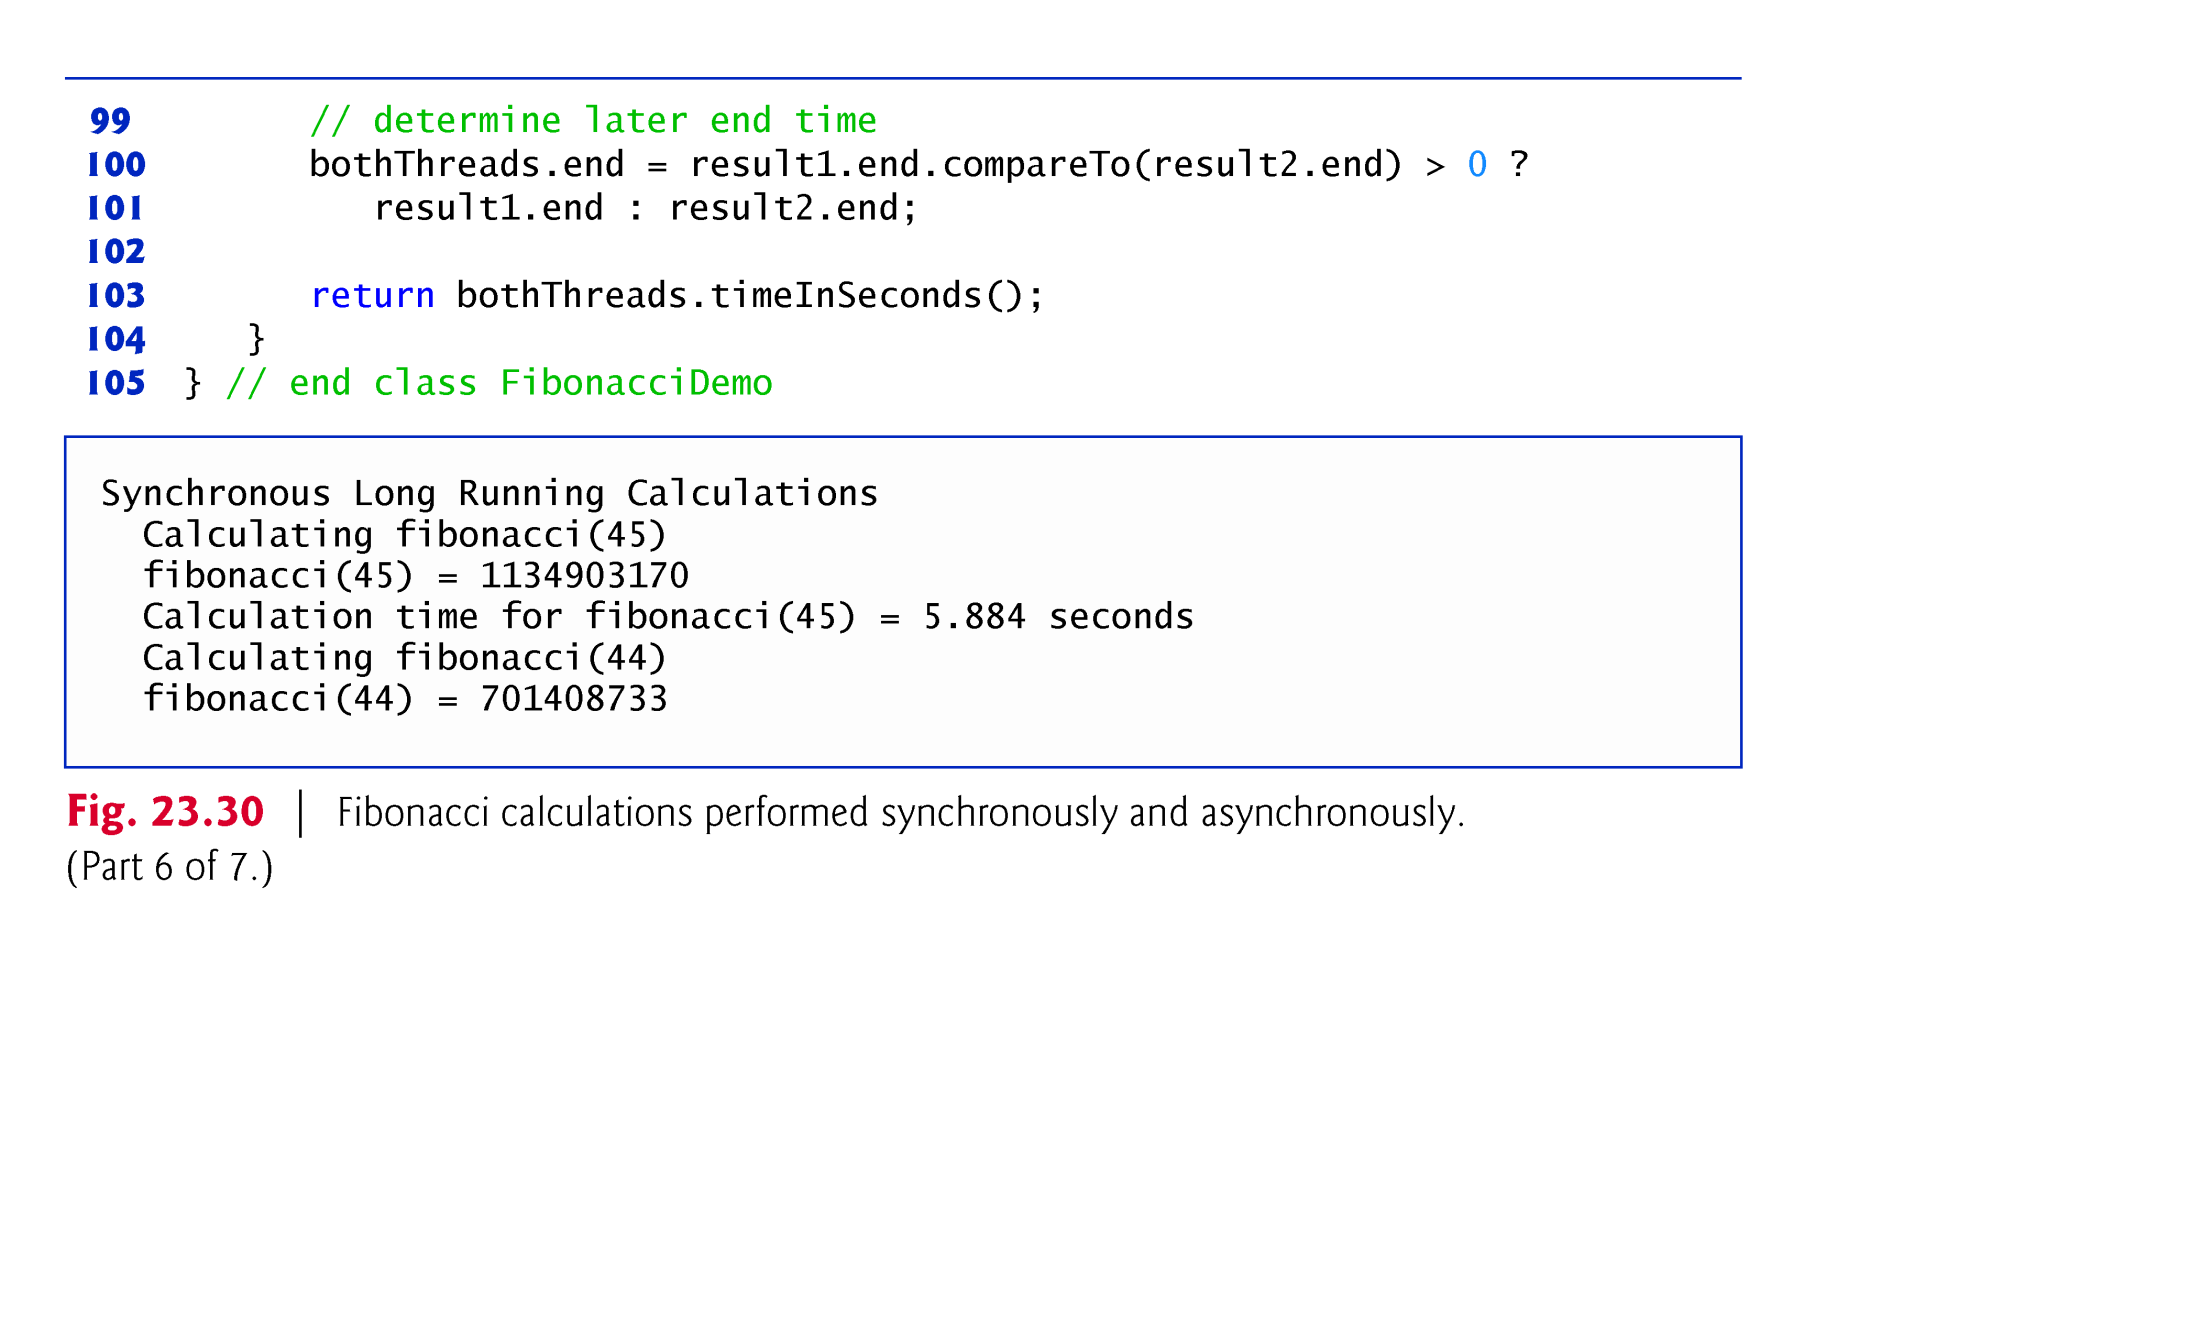 99 // determine later end time
100 bothThreads.end = result1.end.compareTo(result2.end) > 0 ?
101 result1.end : result2.end;
102
103 return bothThreads.timeInSeconds();
104 }
105 } // end class FibonacciDemo
Synchronous Long Running Calculations
Calculating fibonacci(45)
fibonacci(45) = 1134903170
Calculation time for fibonacci(45) = 5.884 seconds
Calculating fibonacci(44)
fibonacci(44) = 701408733
Fig. 23.30 | Fibonacci calculations performed synchronously and asynchronously.
(Part 6 of 7.)